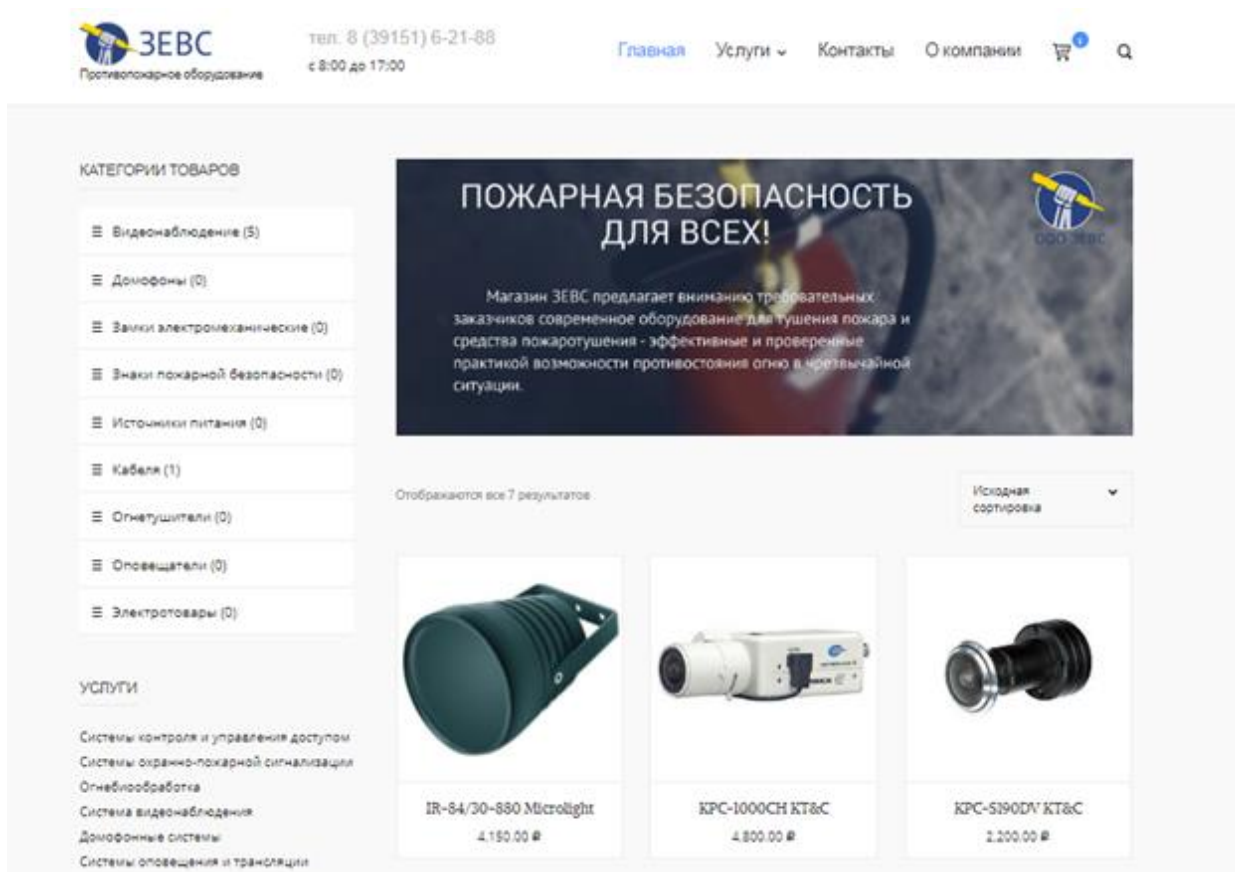 ЗЕВС
Противопожарное оборудование
тел. 8 (39151) 6-21-88
с 8:00 до 17:00
Главная Услуги Контакты О компании
КАТЕГОРИИ ТОВАРОВ
Видеонаблюдение (5)
Домофоны (0)
Замки электромеханические (0)
Знаки пожарной безопасности (0)
Источники питания (0)
Кабеля (1)
Огнетушители (0)
Оповещатели (0)
Электротовары (0)
УСЛУГИ
Системы контроля и управления доступом
Системы охранно-пожарной сигнализации
Огнебиообработка
Система видеонаблюдения
Домофонные системы
Системы оповещения и трансляции
ПОЖАРНАЯ БЕЗОПАСНОСТЬ
ДЛЯ ВСЕХ!
ООО ЗЕВС
Магазин ЗЕВС предлагает вниманию требовательных
заказчиков современное оборудование для тушения пожара и
средства пожаротушения - эффективные и проверенные
практикой возможности противостояния огню в чрезвычайной
ситуации.
Отображаются все 7 результатов
Исходная
сортировка
IR-84/30-880 Microlight
4,150.00 ₽
KPC-1000CH KT&C
4,800.00 ₽
KPC-S190DV KT&C
2,200.00 ₽